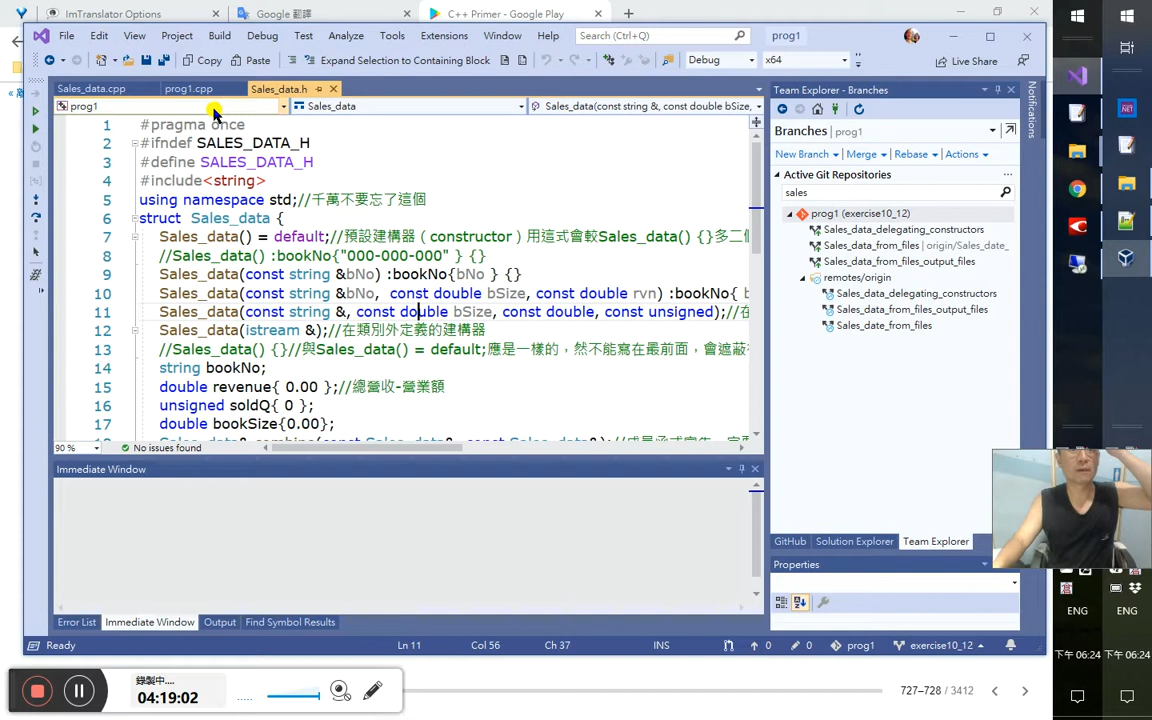 ImTranslator Options
Google 翻譯
C++ Primer - Google Play
File Edit View Project Build Debug Test Analyze Tools Extensions Window Help Search (Ctrl+Q) prog1
Copy Paste Expand Selection to Containing Block Debug x64 Live Share
Sales_data.cpp prog1.cpp Sales_data.h
prog1 Sales_data Sales_data(const string &, const double bSize,
1 #pragma once
2 #ifndef SALES_DATA_H
3 #define SALES_DATA_H
4 #include<string>
5 using namespace std;//千萬不要忘了這個
6 struct Sales_data {
7 Sales_data() = default;//預設建構器 ( constructor ) 用這式會較Sales_data() {}多二個
8 //Sales_data() :bookNo{"000-000-000" } {}
9 Sales_data(const string &bNo) :bookNo{bNo } {}
10 Sales_data(const string &bNo, const double bSize, const double rvn) :bookNo{ b
11 Sales_data(const string &, const double bSize, const double, const unsigned);//在
12 Sales_data(istream &);//在類別外定義的建構器
13 //Sales_data() {}//與Sales_data() = default;應是一樣的，然不能寫在最前面，會遮蔽
14 string bookNo;
15 double revenue{ 0.00 };//總營收-營業額
16 unsigned soldQ{ 0 };
17 double bookSize{0.00};
90 % No issues found
Immediate Window
Error List Immediate Window Output Find Symbol Results
Ready Ln 11 Col 56 Ch 37 INS 0 0 prog1 exercise10_12
Team Explorer - Branches
Branches | prog1
New Branch Merge Rebase Actions
Active Git Repositories
sales
prog1 (exercise10_12)
Sales_data_delegating_constructors
Sales_data_from_files | origin/Sales_date_
Sales_data_from_files_output_files
remotes/origin
Sales_data_delegating_constructors
Sales_data_from_files_output_files
Sales_date_from_files
GitHub Solution Explorer Team Explorer
Properties
Notifications
錄製中...
04:19:02
727–728 / 3412
ENG ENG
下午 06:24 下午 06:24